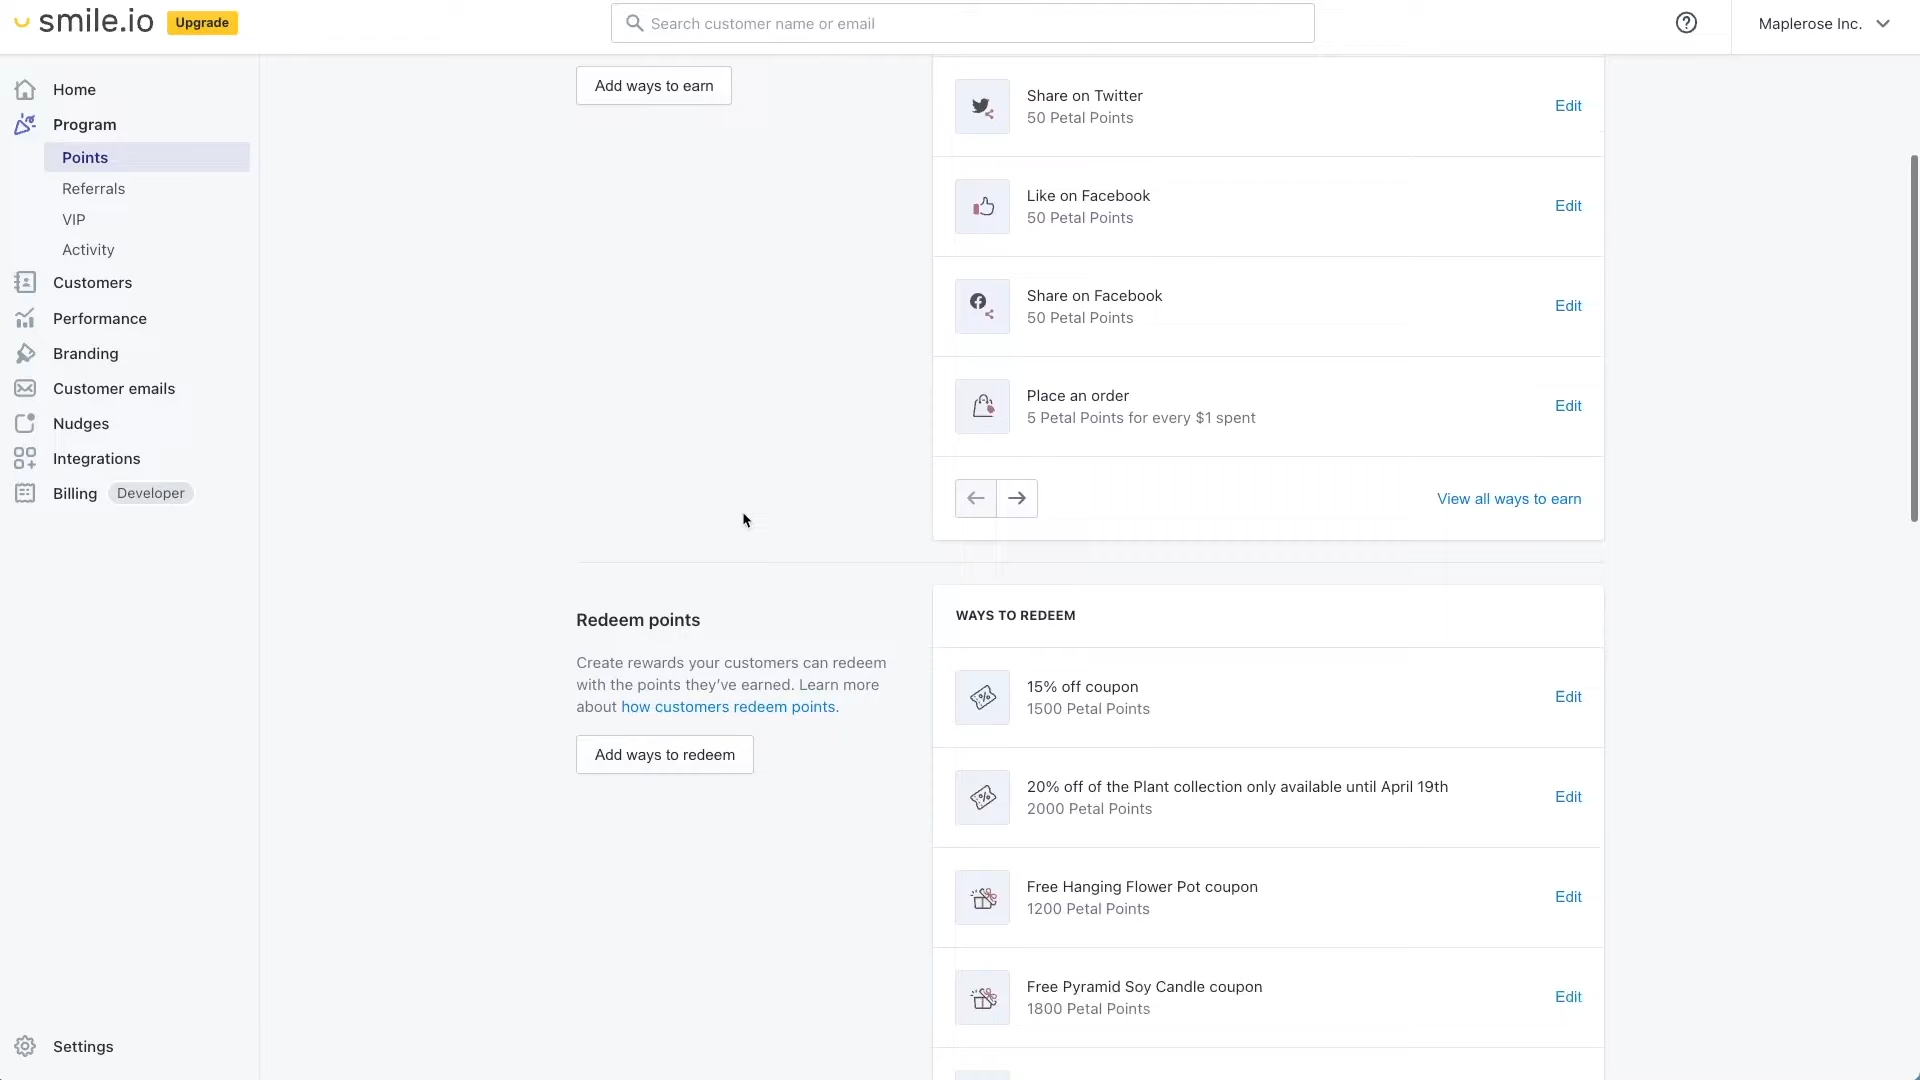 smile.io
Upgrade
Search customer name or email
Maplerose Inc.
Home
Program
Points
Referrals
VIP
Activity
Customers
Performance
Branding
Customer emails
Nudges
Integrations
Billing Developer
Settings
Add ways to earn
Share on Twitter
50 Petal Points
Edit
Like on Facebook
50 Petal Points
Edit
Share on Facebook
50 Petal Points
Edit
Place an order
5 Petal Points for every $1 spent
Edit
View all ways to earn
Redeem points
Create rewards your customers can redeem
with the points they’ve earned. Learn more
about how customers redeem points.
Add ways to redeem
WAYS TO REDEEM
15% off coupon
1500 Petal Points
Edit
20% off of the Plant collection only available until April 19th
2000 Petal Points
Edit
Free Hanging Flower Pot coupon
1200 Petal Points
Edit
Free Pyramid Soy Candle coupon
1800 Petal Points
Edit